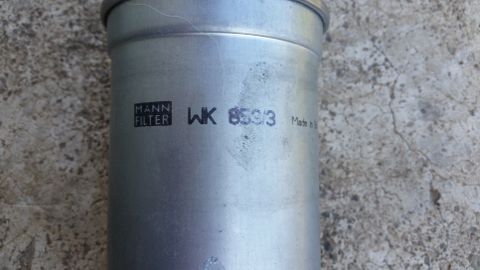 MANN
FILTER
WK 853/3
Made in